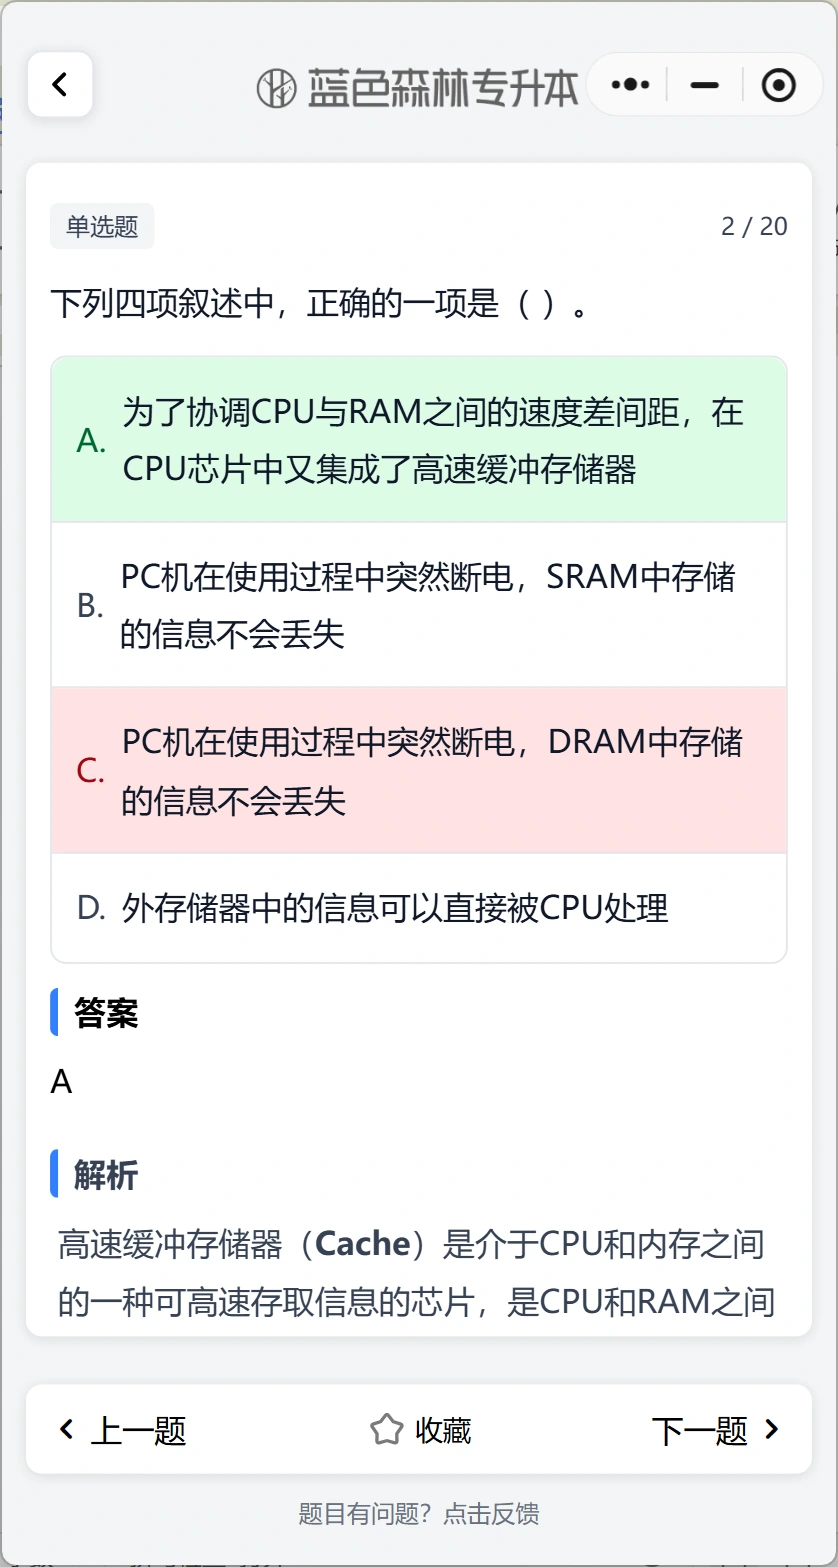 蓝色森林专升本
单选题
2 / 20
下列四项叙述中，正确的一项是（ ）。
A.
为了协调CPU与RAM之间的速度差间距，在
CPU芯片中又集成了高速缓冲存储器
B.
PC机在使用过程中突然断电，SRAM中存储
的信息不会丢失
C.
PC机在使用过程中突然断电，DRAM中存储
的信息不会丢失
D. 外存储器中的信息可以直接被CPU处理
答案
A
解析
高速缓冲存储器（Cache）是介于CPU和内存之间
的一种可高速存取信息的芯片，是CPU和RAM之间
上一题
收藏
下一题
题目有问题？点击反馈